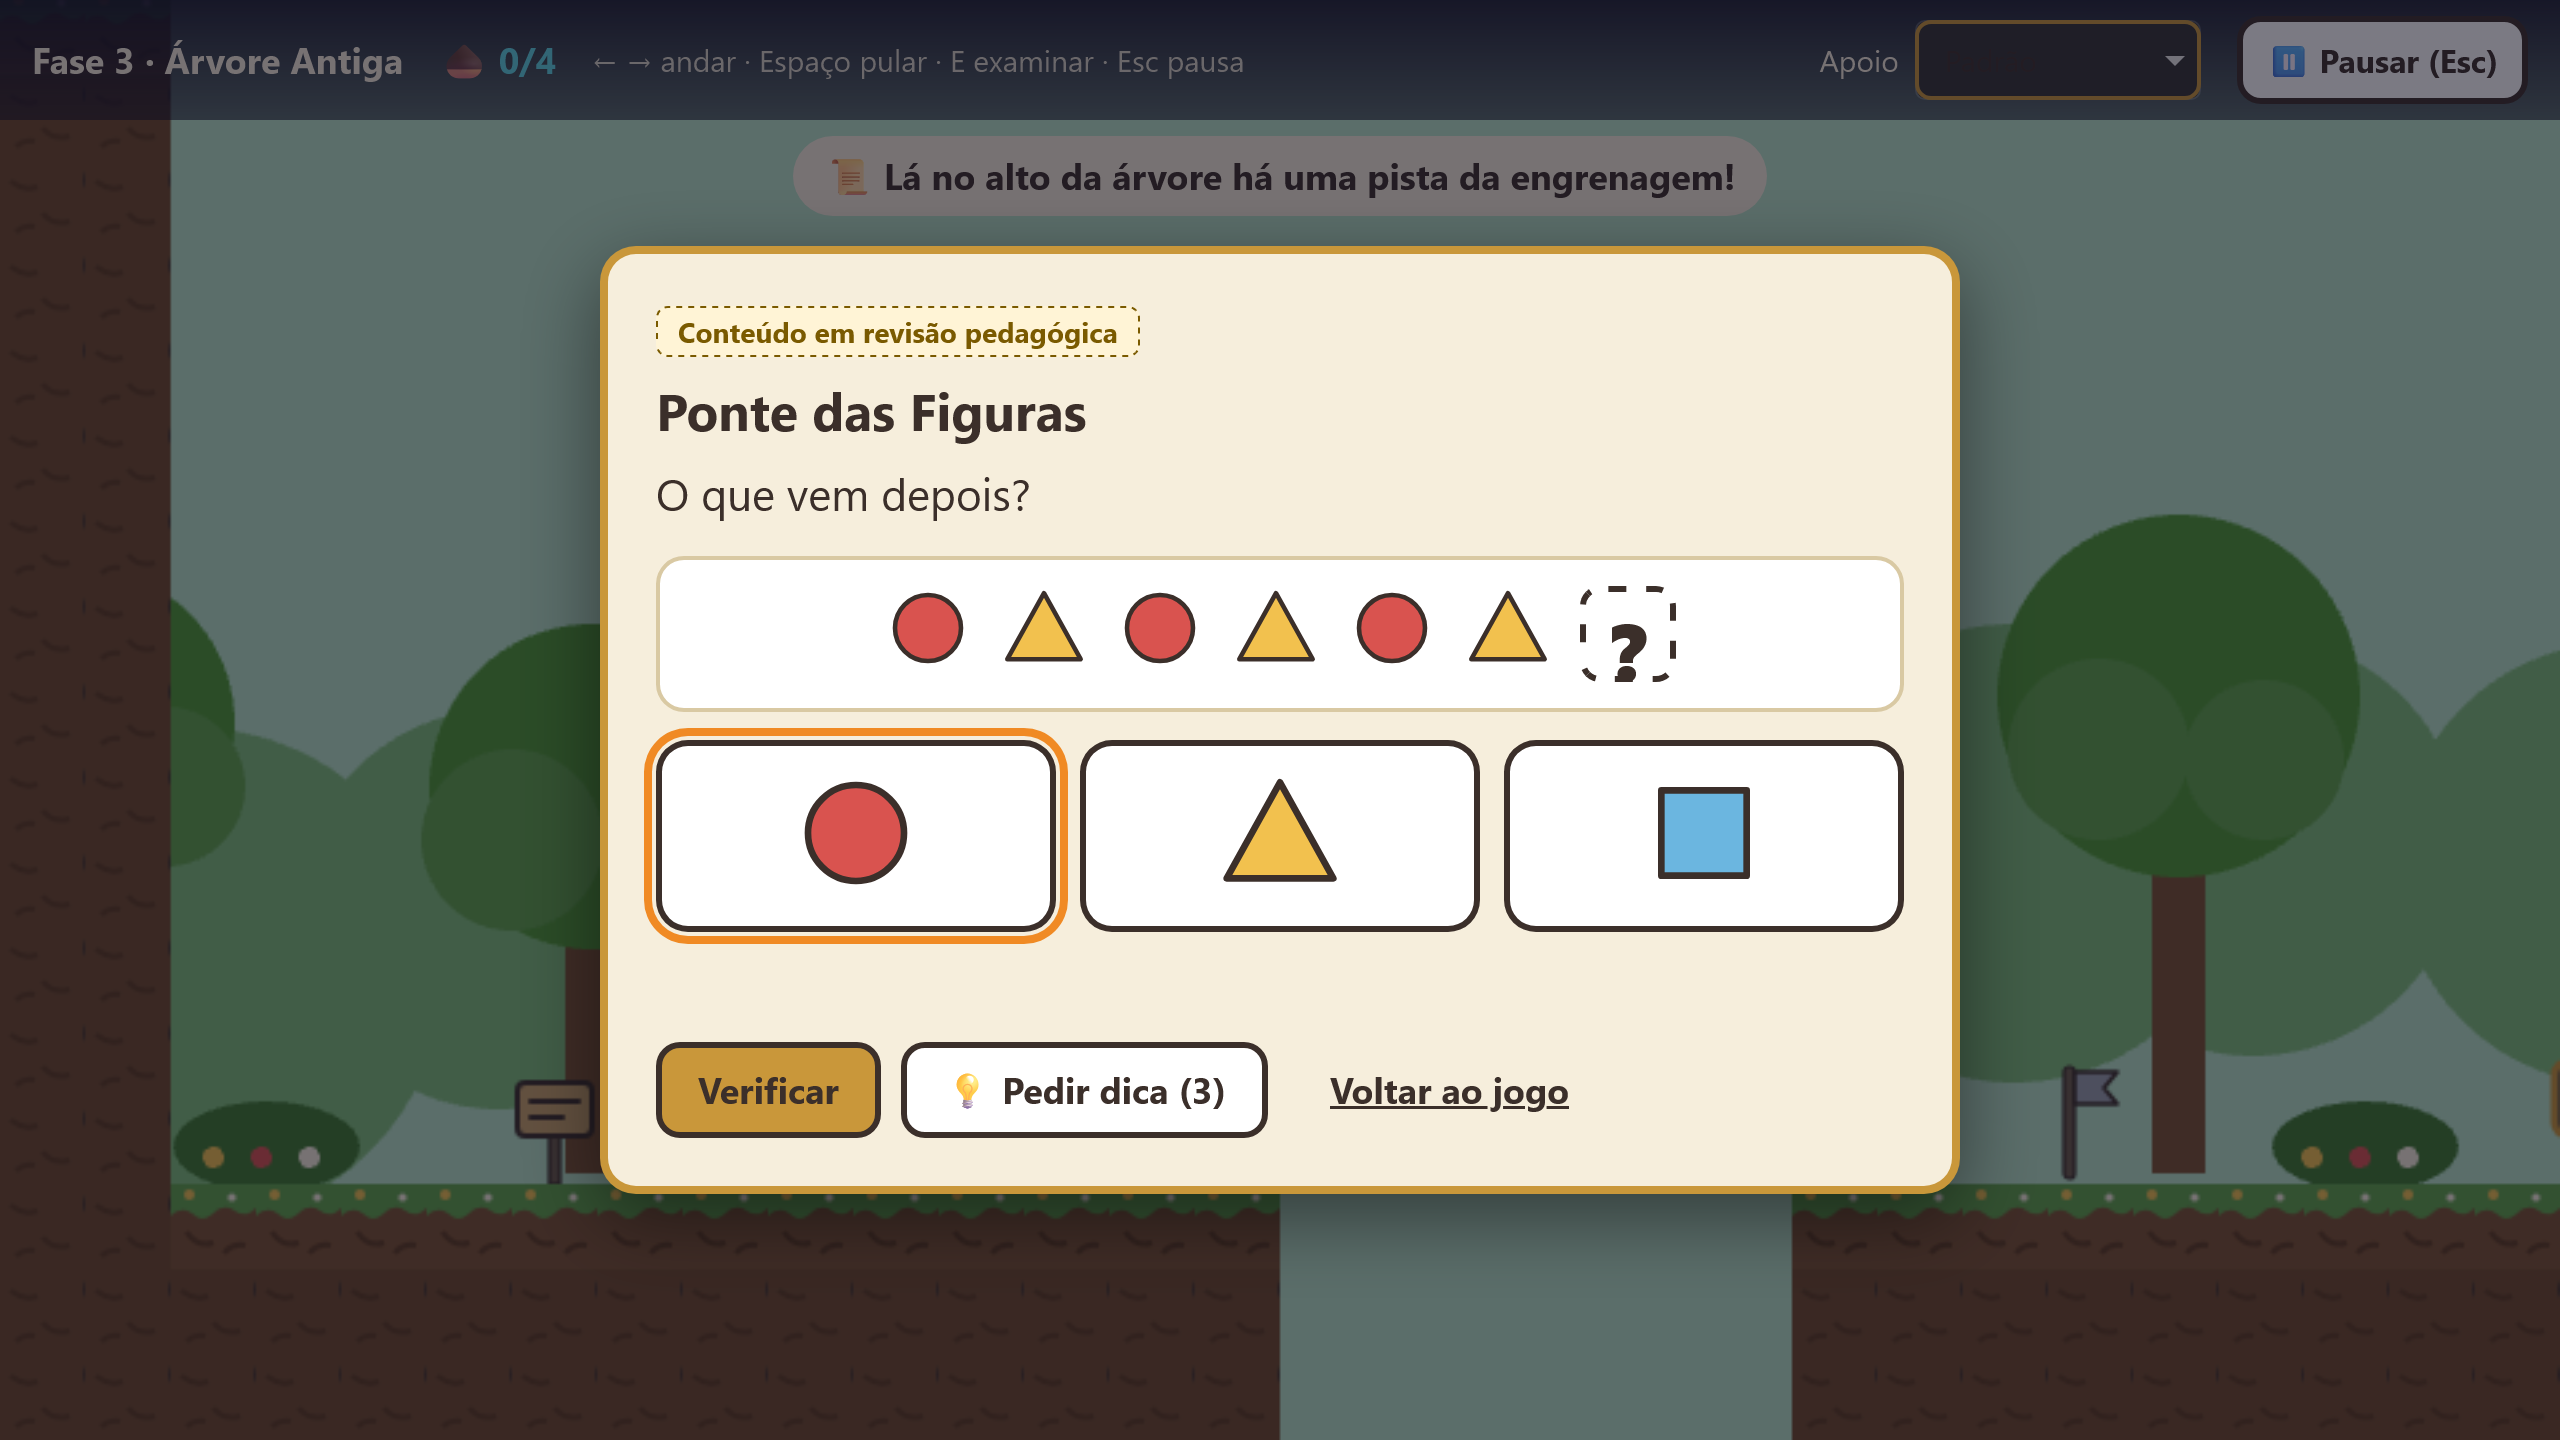 Fase 3 · Árvore Antiga
0/4
← → andar · Espaço pular · E examinar · Esc pausa
Apoio
Pausar (Esc)
Lá no alto da árvore há uma pista da engrenagem!
Conteúdo em revisão pedagógica
Ponte das Figuras
O que vem depois?
?
Verificar
Pedir dica (3)
Voltar ao jogo